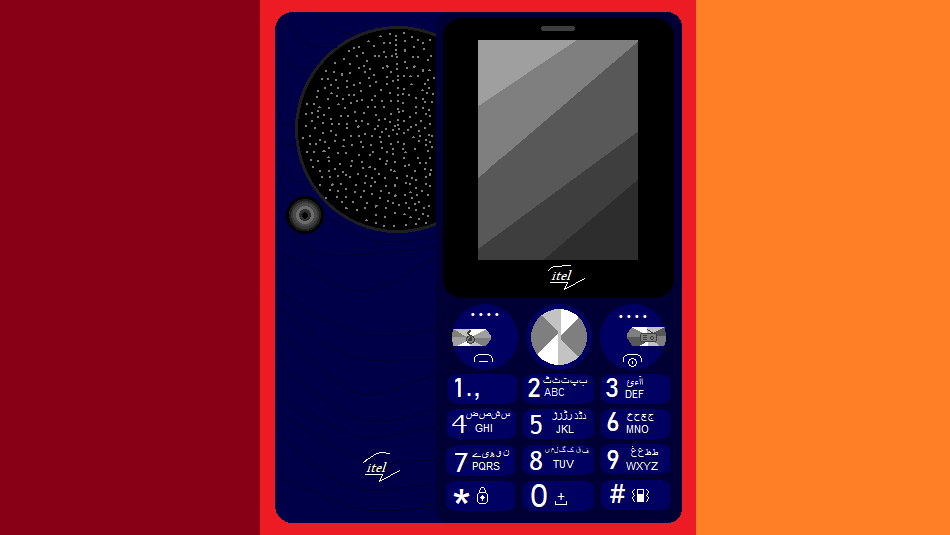 itel
1.,
2 ب پ ت ٹ ث
ABC
3 ا آ ء ئ
DEF
4 س ش ص ض
GHI
5 د ڈ ذ ر ڑ ز ژ
JKL
6 ج چ ح خ
MNO
7 ن و ہ ی ے
PQRS
8
TUV
9 ط ظ ع غ
WXYZ
*
0 +
#
itel